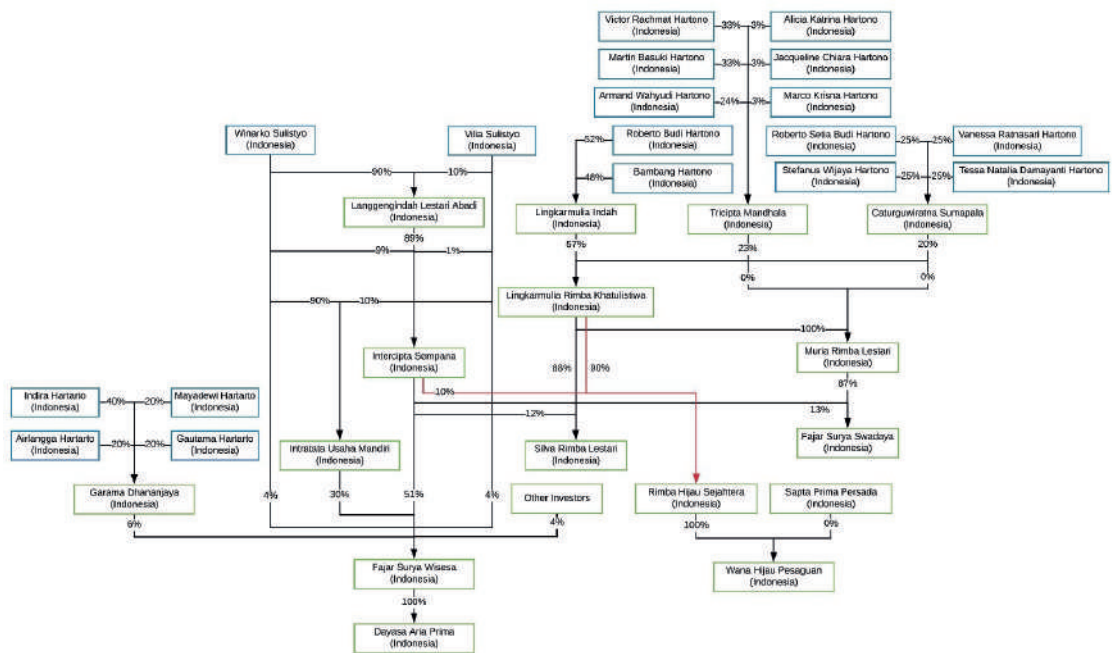 Victor Rachmat Hartono
(Indonesia)
33%
3%
Alicia Katrina Hartono
(Indonesia)
Martin Basuki Hartono
(Indonesia)
33%
3%
Jacqueline Chiara Hartono
(Indonesia)
Armand Wahyudi Hartono
(Indonesia)
24%
3%
Marco Krisna Hartono
(Indonesia)
Winarko Sulistyo
(Indonesia)
Villa Sulistyo
(Indonesia)
52%
Roberto Budi Hartono
(Indonesia)
Roberto Setia Budi Hartono
(Indonesia)
25%
25%
Vanessa Ratnasari Hartono
(Indonesia)
90%
10%
48%
Bambang Hartono
(Indonesia)
Stefanus Wijaya Hartono
(Indonesia)
25%
25%
Tessa Natalia Damayanti Hartono
(Indonesia)
Langgengindah Lestari Abadi
(Indonesia)
Lingkarmulia Indah
(Indonesia)
Tricipta Mandhala
(Indonesia)
Caturguwiratna Sumapala
(Indonesia)
89%
57%
23%
20%
9%
1%
0%
0%
90%
10%
Lingkarmulia Rimba Khatulistiwa
(Indonesia)
100%
Intercipta Sempana
(Indonesia)
Muria Rimba Lestari
(Indonesia)
88%
90%
10%
87%
Indira Hartarto
(Indonesia)
40%
20%
Mayadewi Hartarto
(Indonesia)
12%
13%
Airlangga Hartarto
(Indonesia)
20%
20%
Gautama Hartarto
(Indonesia)
Intratata Usaha Mandiri
(Indonesia)
Silva Rimba Lestari
(Indonesia)
Fajar Surya Swadaya
(Indonesia)
Garama Dhananjaya
(Indonesia)
4%
30%
51%
4%
Other Investors
Rimba Hijau Sejahtera
(Indonesia)
Sapta Prima Persada
(Indonesia)
6%
4%
100%
0%
Fajar Surya Wisesa
(Indonesia)
Wana Hijau Pesaguan
(Indonesia)
100%
Dayasa Aria Prima
(Indonesia)